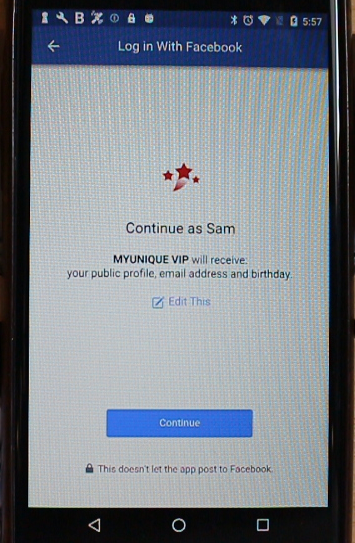 B
5:57
Log in With Facebook
Continue as Sam
MYUNIQUE VIP will receive:
your public profile, email address and birthday.
Edit This
Continue
This doesn't let the app post to Facebook.